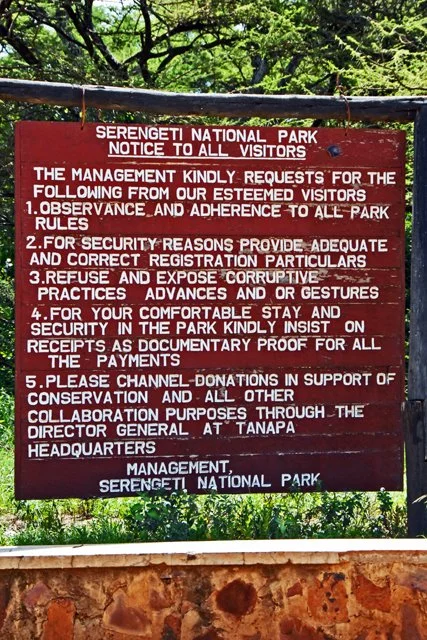 SERENGETI NATIONAL PARK
NOTICE TO ALL VISITORS
THE MANAGEMENT KINDLY REQUESTS FOR THE
FOLLOWING FROM OUR ESTEEMED VISITORS
1.OBSERVANCE AND ADHERENCE TO ALL PARK
RULES
2.FOR SECURITY REASONS PROVIDE ADEQUATE
AND CORRECT REGISTRATION PARTICULARS
3.REFUSE AND EXPOSE CORRUPTIVE
PRACTICES ADVANCES AND OR GESTURES
4.FOR YOUR COMFORTABLE STAY AND
SECURITY IN THE PARK KINDLY INSIST ON
RECEIPTS AS DOCUMENTARY PROOF FOR ALL
THE PAYMENTS
5.PLEASE CHANNEL DONATIONS IN SUPPORT OF
CONSERVATION AND ALL OTHER
COLLABORATION PURPOSES THROUGH THE
DIRECTOR GENERAL AT TANAPA
HEADQUARTERS
MANAGEMENT,
SERENGETI NATIONAL PARK